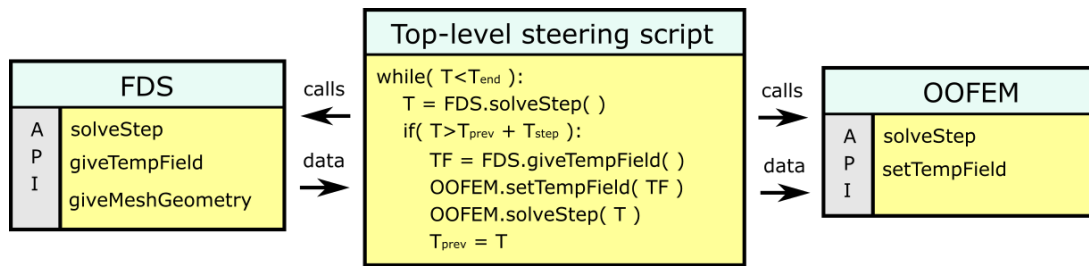 FDS
A
P
I
solveStep
giveTempField
giveMeshGeometry
calls
data
Top-level steering script
while( T<Tend ):
T = FDS.solveStep( )
if( T>Tprev + Tstep ):
TF = FDS.giveTempField( )
OOFEM.setTempField( TF )
OOFEM.solveStep( T )
Tprev = T
calls
data
OOFEM
A
P
I
solveStep
setTempField